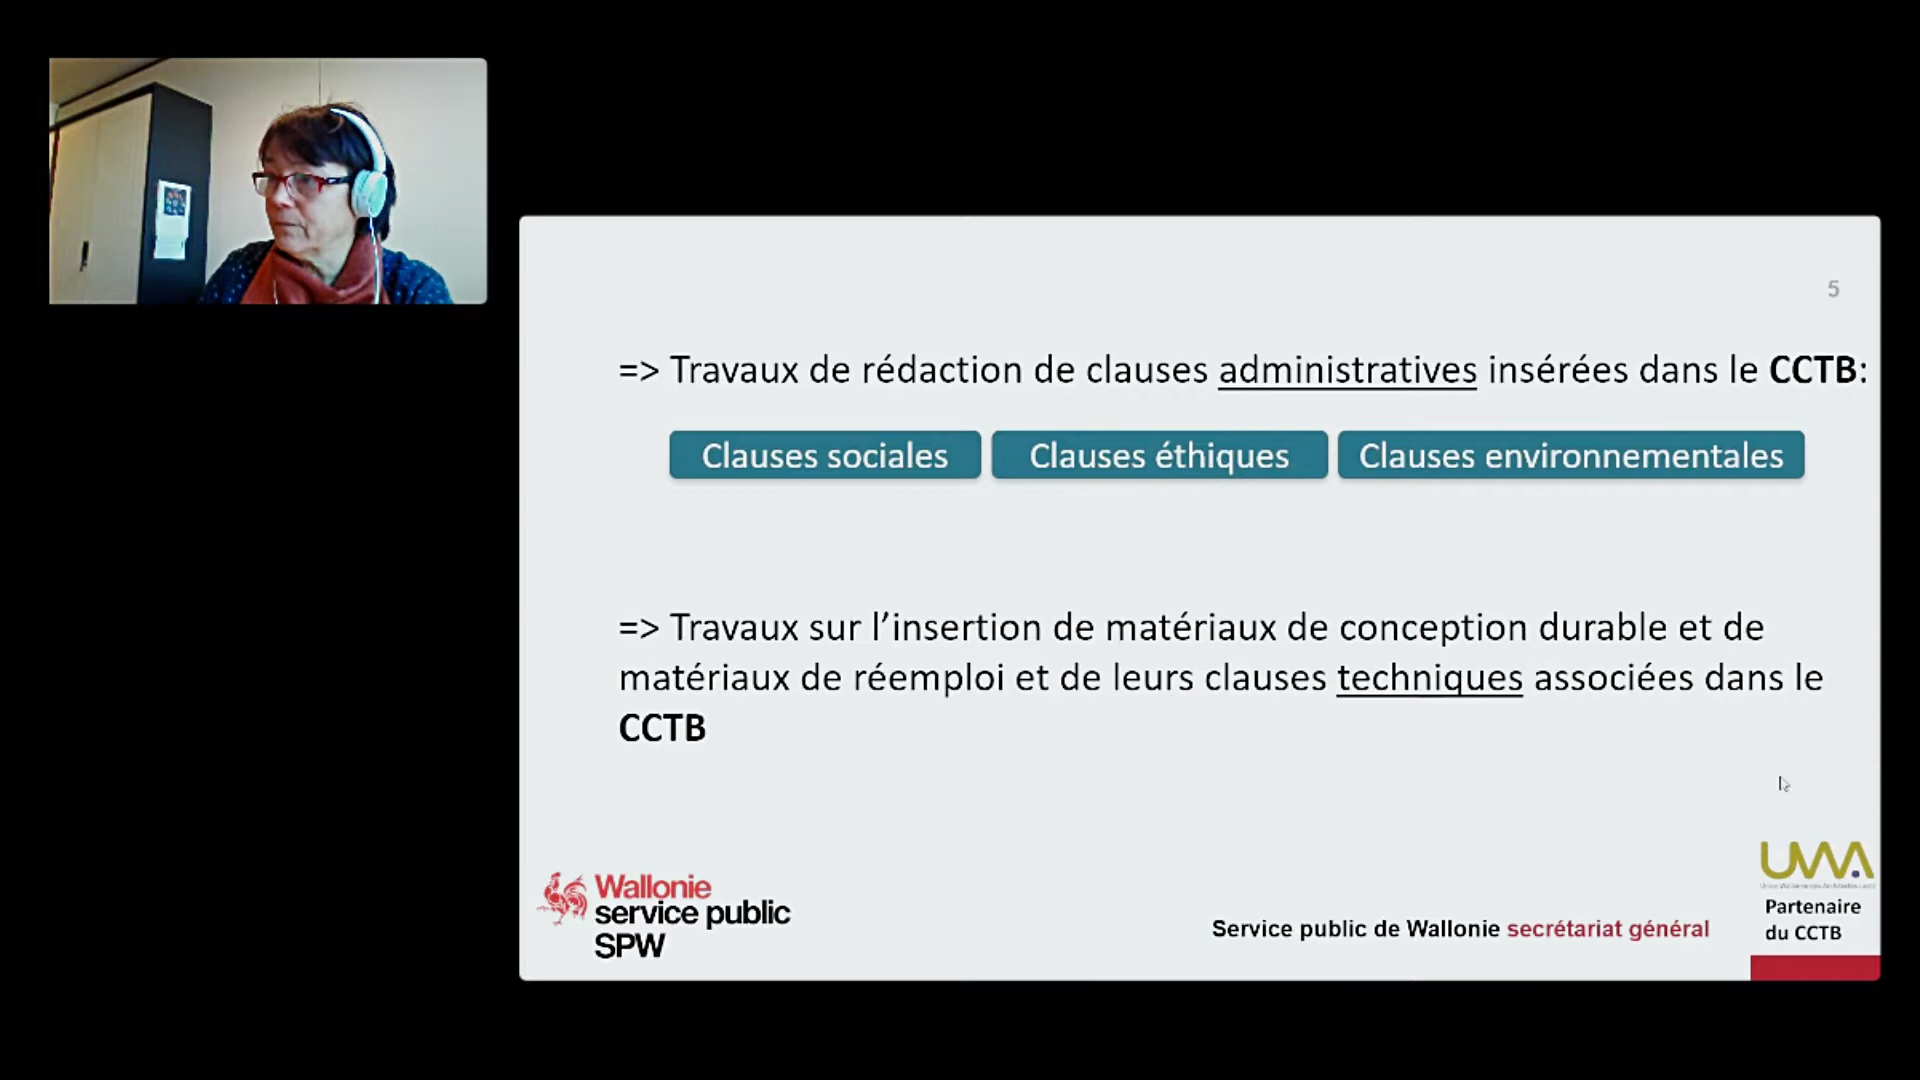 5
=> Travaux de rédaction de clauses administratives insérées dans le CCTB:
Clauses sociales Clauses éthiques Clauses environnementales
=> Travaux sur l’insertion de matériaux de conception durable et de
matériaux de réemploi et de leurs clauses techniques associées dans le
CCTB
Wallonie
service public
SPW
Service public de Wallonie secrétariat général
UWA
Partenaire
du CCTB